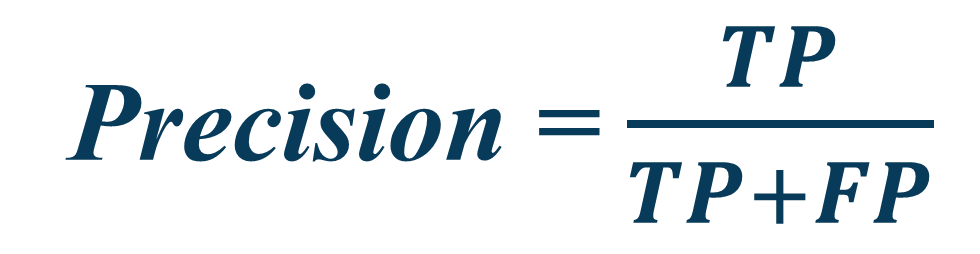 Precision = TP
TP+FP